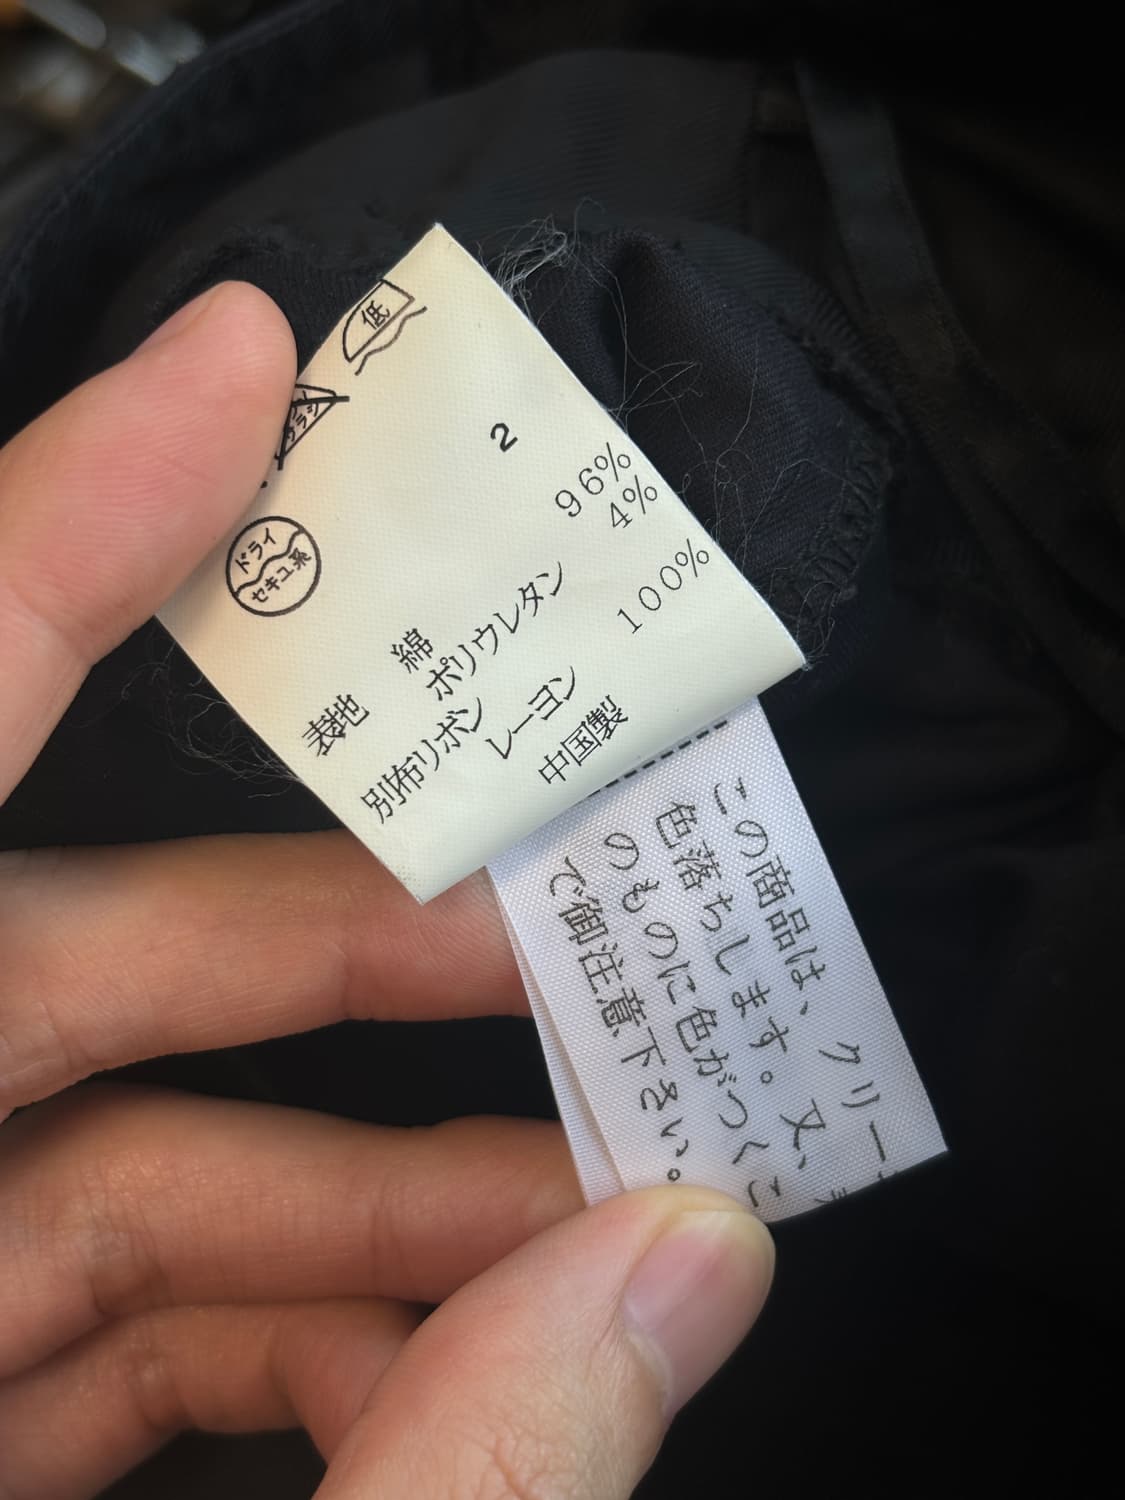 低
ドライ
セキユ系
2
表地 綿 96%
ポリウレタン 4%
別布リボン
レーヨン 100%
中国製
この商品は、クリー
色落ちします。又、
のものに色がつくこ
で御注意下さい。